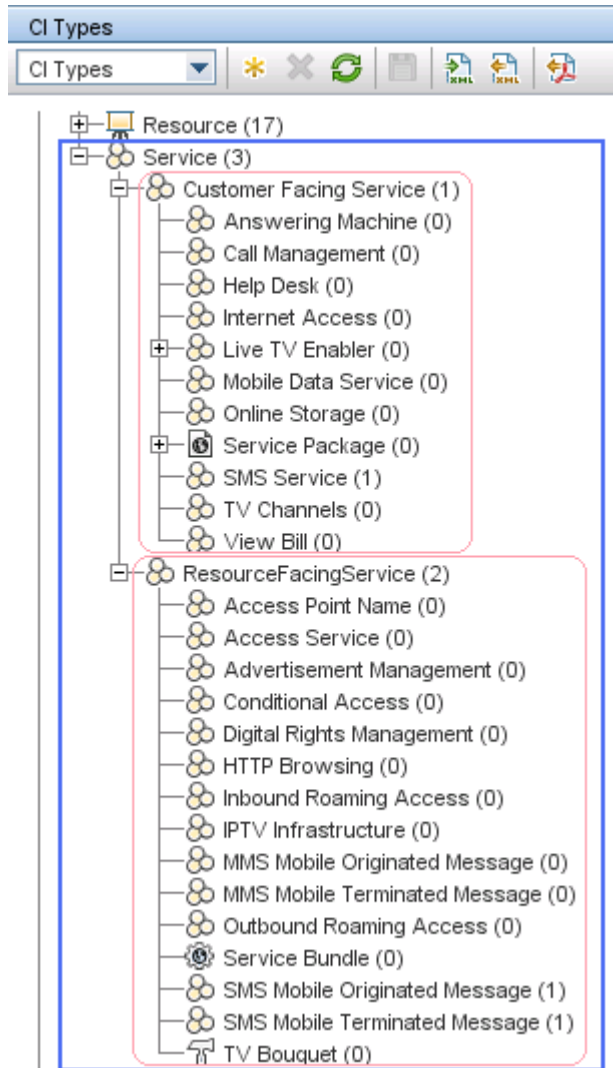 CI Types
CI Types
XML
XML
Resource (17)
Service (3)
Customer Facing Service (1)
Answering Machine (0)
Call Management (0)
Help Desk (0)
Internet Access (0)
Live TV Enabler (0)
Mobile Data Service (0)
Online Storage (0)
Service Package (0)
SMS Service (1)
TV Channels (0)
View Bill (0)
ResourceFacingService (2)
Access Point Name (0)
Access Service (0)
Advertisement Management (0)
Conditional Access (0)
Digital Rights Management (0)
HTTP Browsing (0)
Inbound Roaming Access (0)
IPTV Infrastructure (0)
MMS Mobile Originated Message (0)
MMS Mobile Terminated Message (0)
Outbound Roaming Access (0)
Service Bundle (0)
SMS Mobile Originated Message (1)
SMS Mobile Terminated Message (1)
TV Bouquet (0)